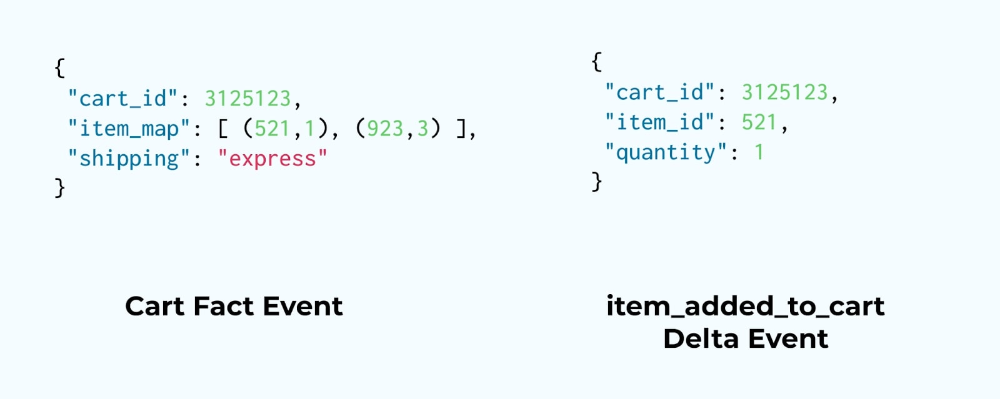 {
"cart_id": 3125123,
"item_map": [ (521,1), (923,3) ],
"shipping": "express"
}
Cart Fact Event
{
"cart_id": 3125123,
"item_id": 521,
"quantity": 1
}
item_added_to_cart
Delta Event